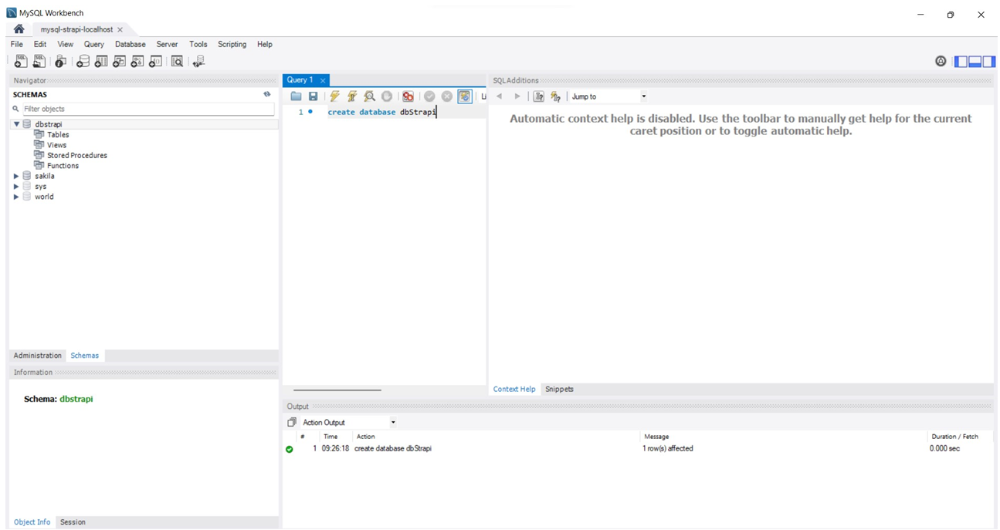 MySQL Workbench
mysql-strapi-localhost
File Edit View Query Database Server Tools Scripting Help
Navigator
SCHEMAS
Filter objects
dbstrapi
Tables
Views
Stored Procedures
Functions
sakila
sys
world
Administration Schemas
Information
Schema: dbstrapi
Object Info Session
Query 1
Li
1 create database dbStrapi
SQLAdditions
Jump to
Automatic context help is disabled. Use the toolbar to manually get help for the current
caret position or to toggle automatic help.
Context Help Snippets
Output
Action Output
# Time Action Message Duration / Fetch
1 09:26:18 create database dbStrapi 1 row(s) affected 0.000 sec